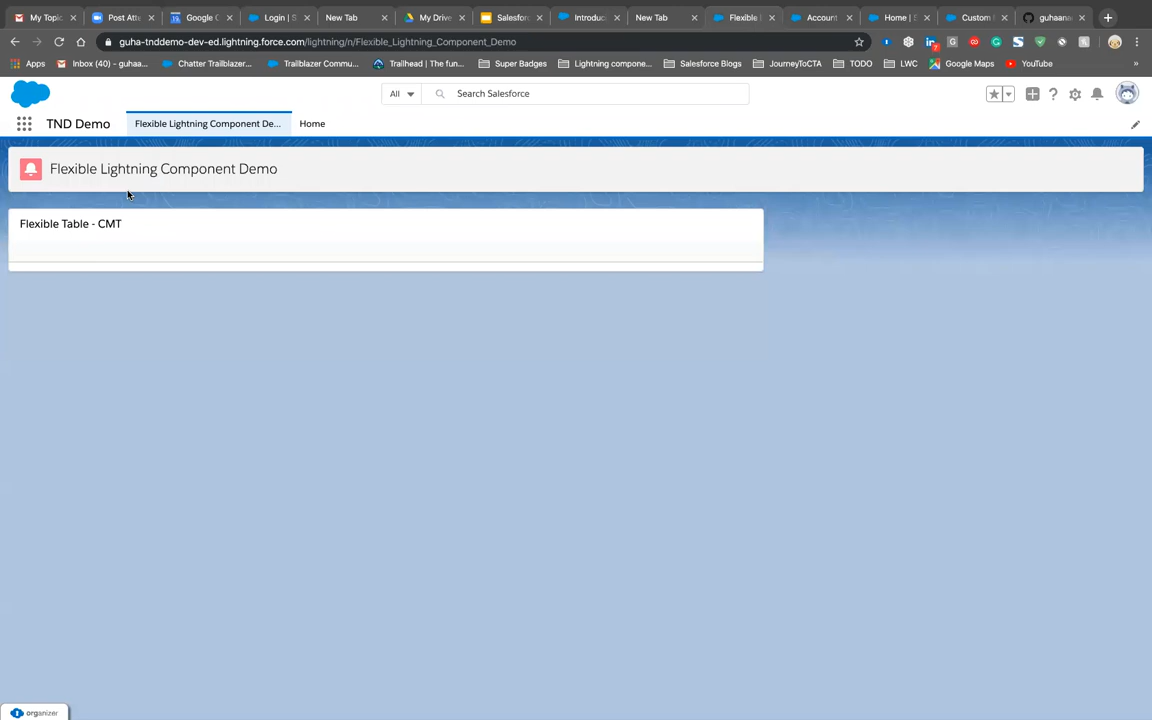 My Topic
Post Atte
Google C
Login | S
New Tab
My Drive
Salesforc
Introduc
New Tab
Flexible
Account
Home | S
Custom
guhaana
guha-tnddemo-dev-ed.lightning.force.com/lightning/n/Flexible_Lightning_Component_Demo
Apps
Inbox (40) - guhaa...
Chatter Trailblazer...
Trailblazer Commu...
Trailhead | The fun...
Super Badges
Lightning compone...
Salesforce Blogs
JourneyToCTA
TODO
LWC
Google Maps
YouTube
»
All
Search Salesforce
TND Demo
Flexible Lightning Component De...
Home
Flexible Lightning Component Demo
Flexible Table - CMT
organizer